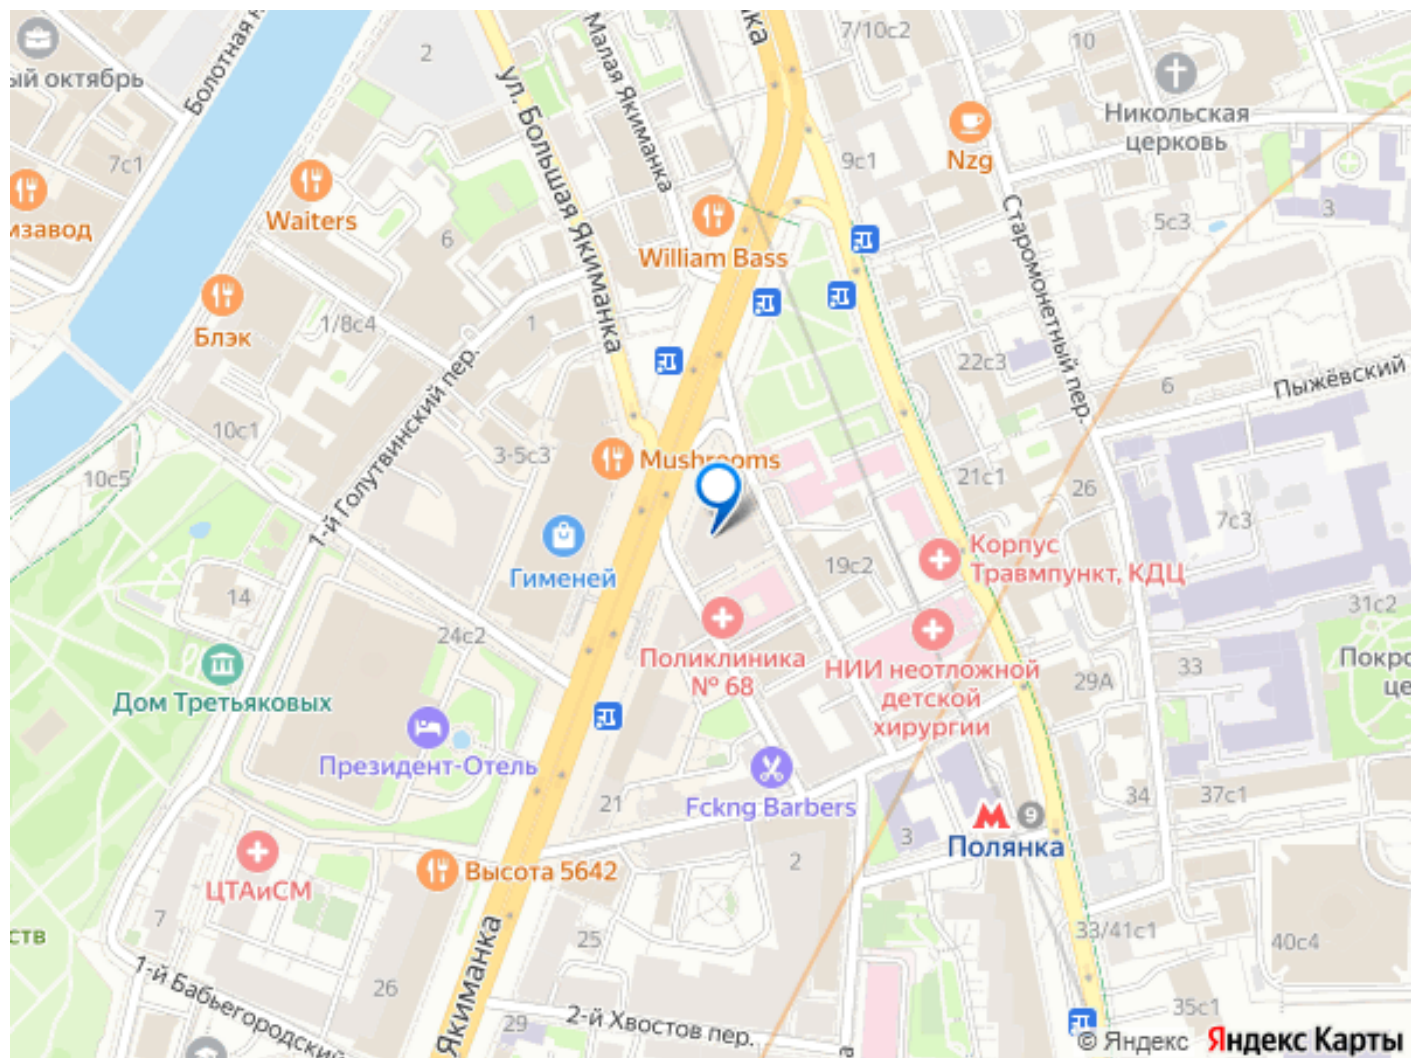 ый октябрь
Болотная н
2
Малая Якиманка
нка
7/10с2
10
Никольская
церковь
ул. Большая Якиманка
7с1
Waiters
9с1
Nzg
изавод
6
William Bass
Старомонетный пер.
5с3
3
Блэк
1/8с4
1
22с3
6
Пыжёвский
1-й Голутвинский пер.
10с1
3-5с3
Mushrooms
10с5
21с1
26
7с3
Гименей
19с2
Корпус
Травмпункт, КДЦ
14
24с2
31с2
Поликлиника
№ 68
НИИ неотложной
детской
хирургии
33
29А
Покро
це
Дом Третьяковых
Президент-Отель
21
Fckng Barbers
34
37с1
9
3
Полянка
ЦТАиСМ
Высота 5642
2
7
ств
Якиманка
25
33/41с1
40с4
1-й Бабьегородский
26
29
2-й Хвостов пер.
а
35с1
© Яндекс Яндекс Карты